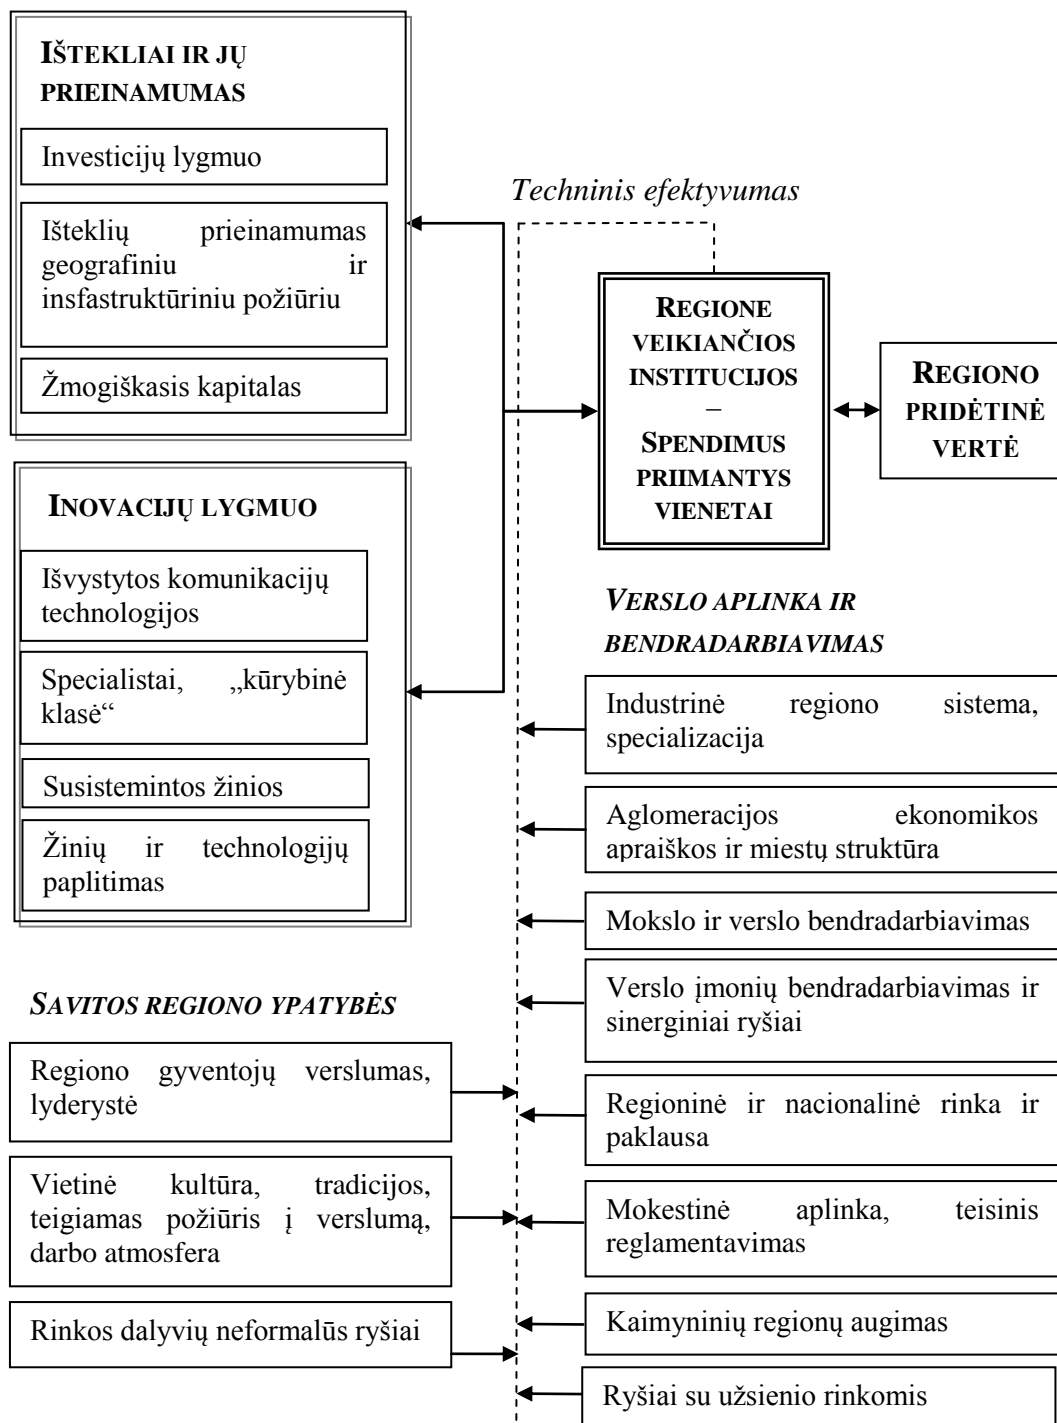 IŠTEKLIAI IR JŲ
PRIEINAMUMAS
Investicijų lygmuo
Išteklių prieinamumas
geografiniu ir
insfastruktūriniu požiūriu
Žmogiškasis kapitalas
INOVACIJŲ LYGMUO
Išvystytos komunikacijų
technologijos
Specialistai, „kūrybinė
klasė“
Susistemintos žinios
Žinių ir technologijų
paplitimas
SAVITOS REGIONO YPATYBĖS
Regiono gyventojų verslumas,
lyderystė
Vietinė kultūra, tradicijos,
teigiamas požiūris į verslumą,
darbo atmosfera
Rinkos dalyvių neformalūs ryšiai
Techninis efektyvumas
REGIONE
VEIKIANČIOS
INSTITUCIJOS
–
SPENDIMUS
PRIIMANTYS
VIENETAI
REGIONO
PRIDĖTINĖ
VERTĖ
VERSLO APLINKA IR
BENDRADARBIAVIMAS
Industrinė regiono sistema,
specializacija
Aglomeracijos ekonomikos
apraiškos ir miestų struktūra
Mokslo ir verslo bendradarbiavimas
Verslo įmonių bendradarbiavimas ir
sinerginiai ryšiai
Regioninė ir nacionalinė rinka ir
paklausa
Mokestinė aplinka, teisinis
reglamentavimas
Kaimyninių regionų augimas
Ryšiai su užsienio rinkomis